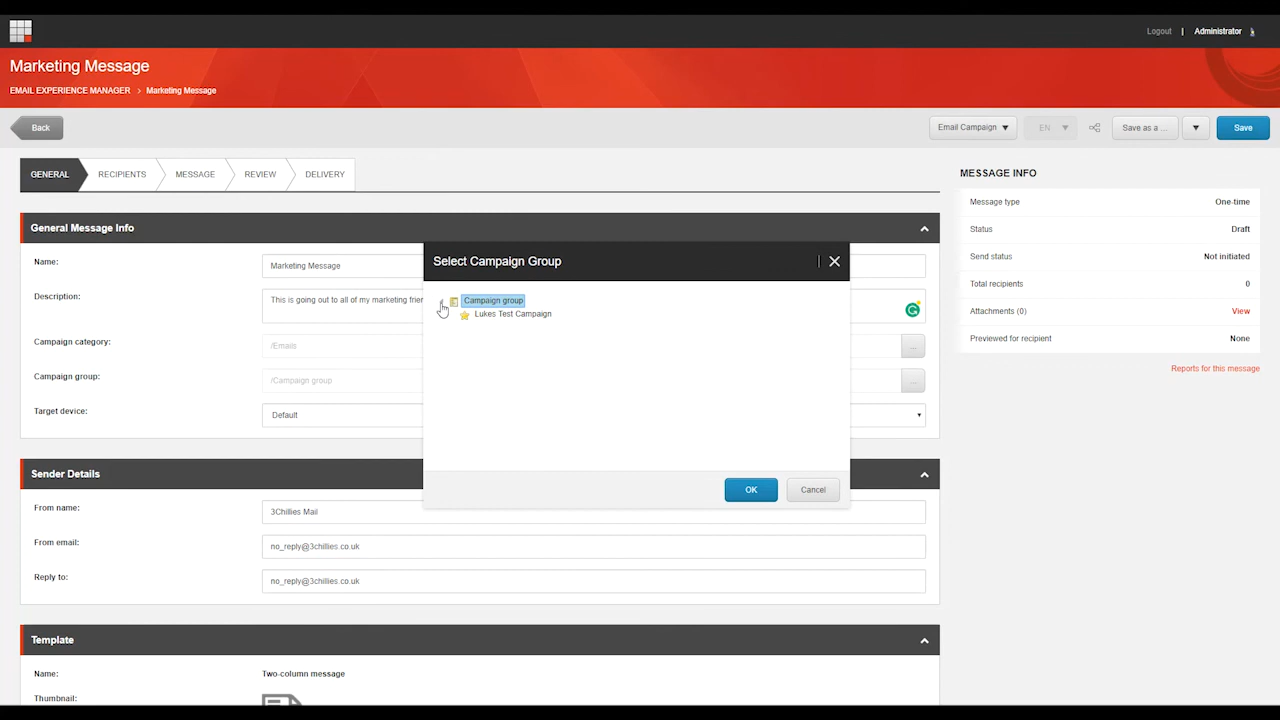 Logout | Administrator
Marketing Message
EMAIL EXPERIENCE MANAGER > Marketing Message
Back
Email Campaign
EN
Save as a ...
Save
GENERAL
RECIPIENTS
MESSAGE
REVIEW
DELIVERY
General Message Info
Name:
Marketing Message
Description:
This is going out to all of my marketing frien
Campaign category:
/Emails
...
Campaign group:
/Campaign group
...
Target device:
Default
Select Campaign Group
Campaign group
Lukes Test Campaign
OK
Cancel
Sender Details
From name:
3Chillies Mail
From email:
no_reply@3chillies.co.uk
Reply to:
no_reply@3chillies.co.uk
Template
Name:
Two-column message
Thumbnail:
MESSAGE INFO
Message type One-time
Status Draft
Send status Not initiated
Total recipients 0
Attachments (0) View
Previewed for recipient None
Reports for this message